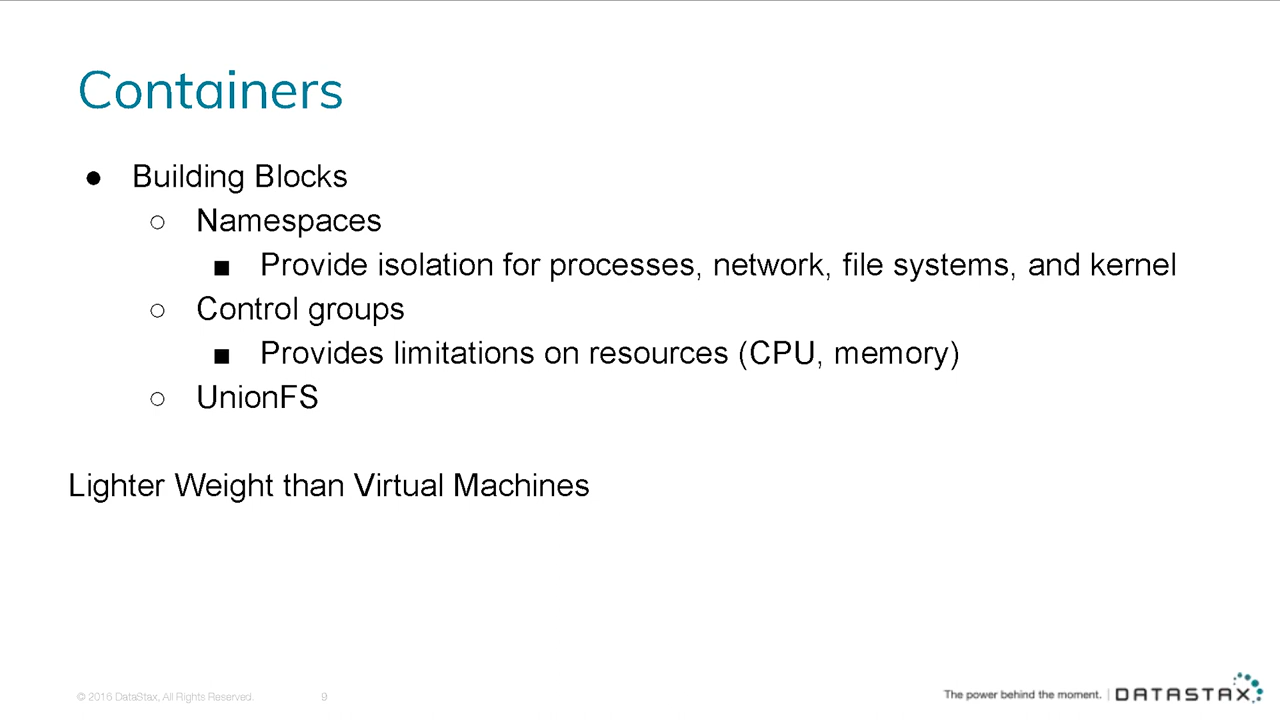 Containers
● Building Blocks
○ Namespaces
■ Provide isolation for processes, network, file systems, and kernel
○ Control groups
■ Provides limitations on resources (CPU, memory)
○ UnionFS
Lighter Weight than Virtual Machines
© 2016 DataStax, All Rights Reserved. 9
The power behind the moment. | DATASTAX